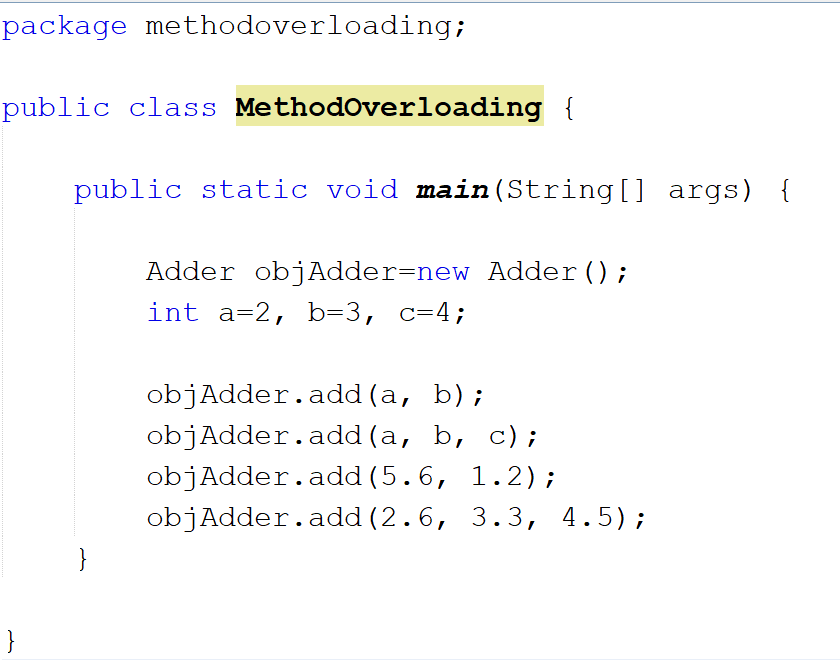 package methodoverloading;
public class MethodOverloading {
public static void main(String[] args) {
Adder objAdder=new Adder();
int a=2, b=3, c=4;
objAdder.add(a, b);
objAdder.add(a, b, c);
objAdder.add(5.6, 1.2);
objAdder.add(2.6, 3.3, 4.5);
}
}